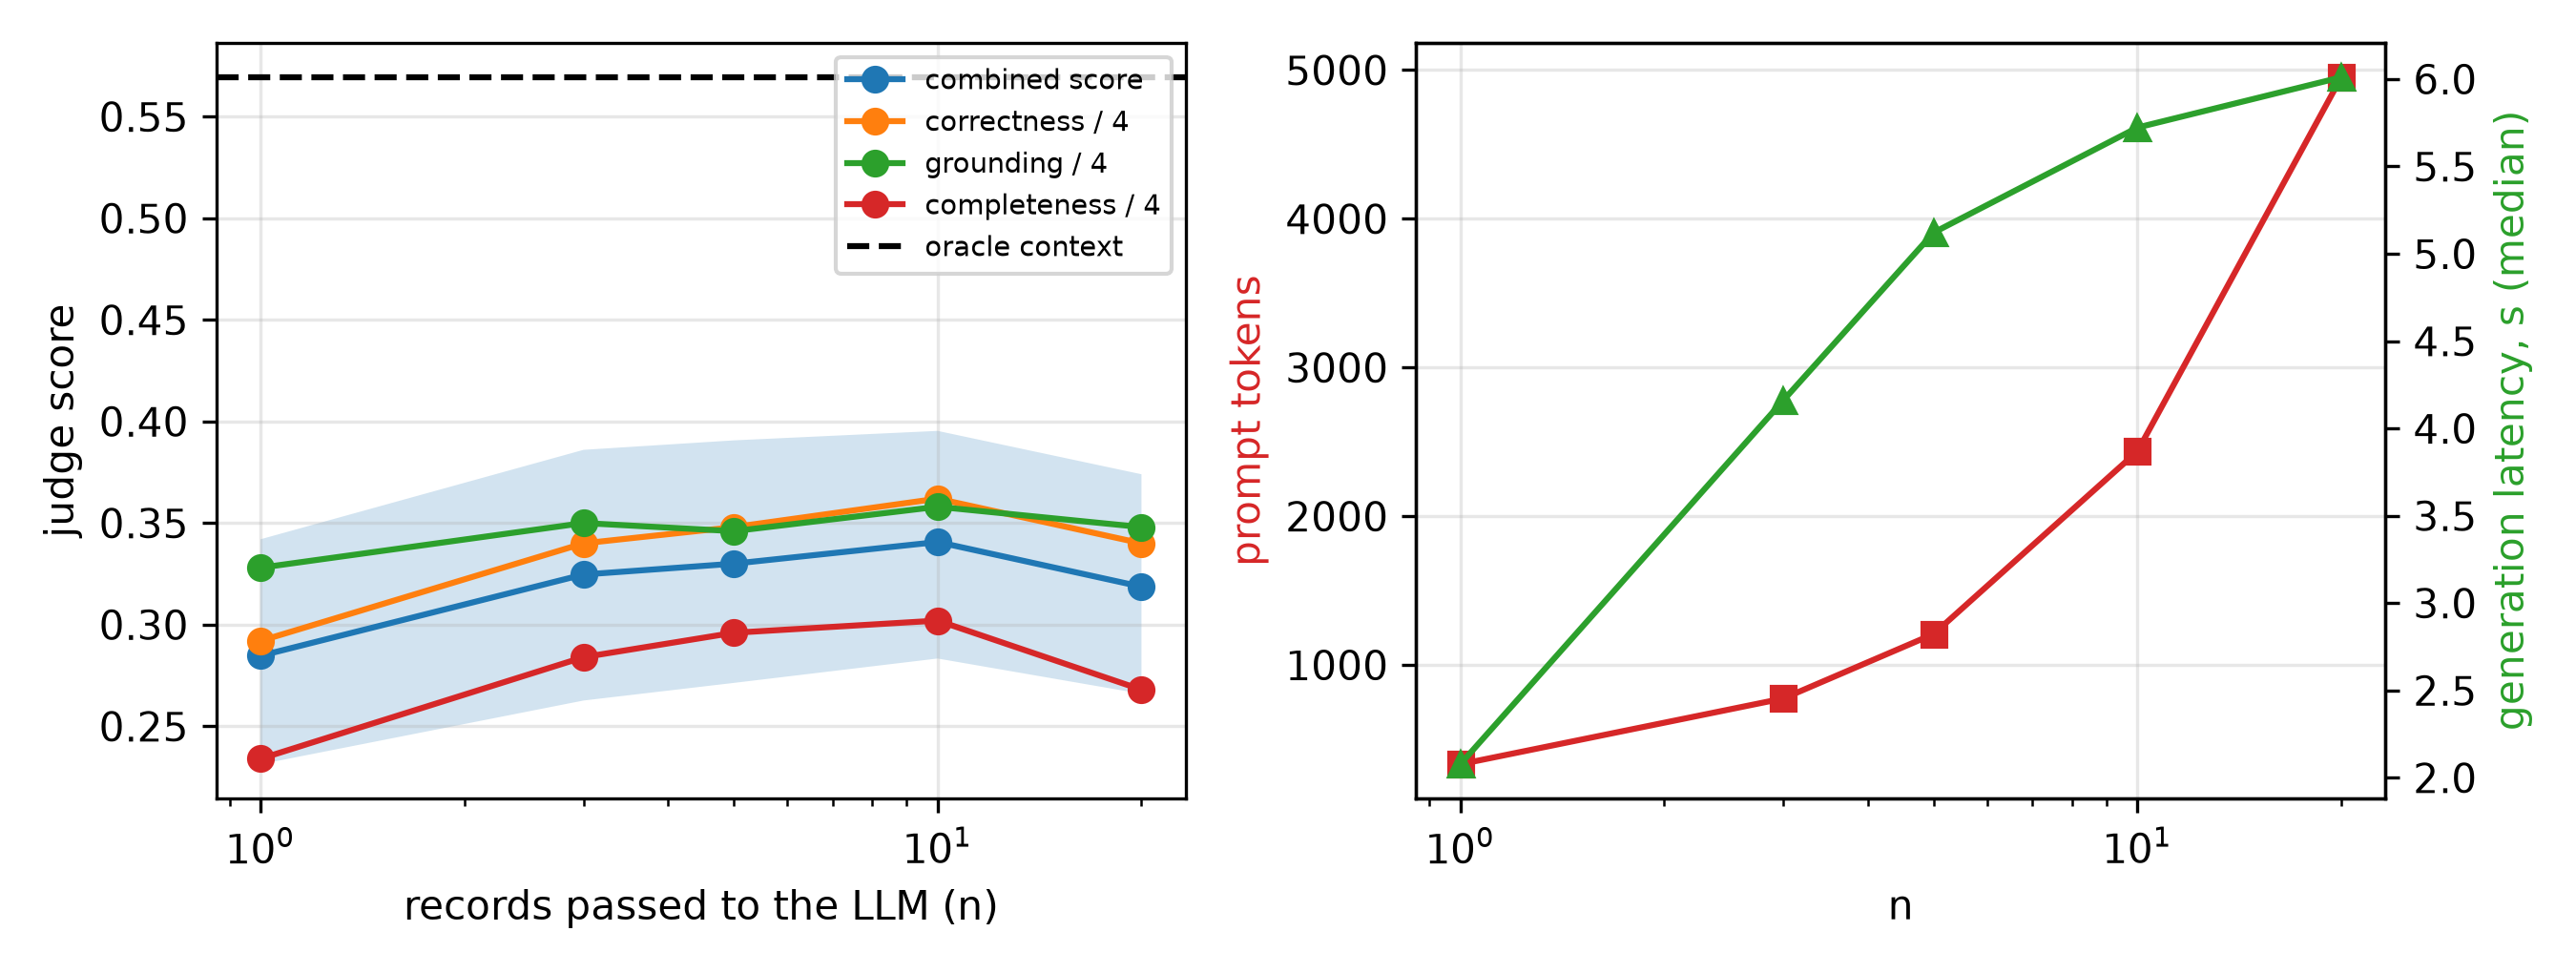 judge score
0.55
0.50
0.45
0.40
0.35
0.30
0.25
10⁰
10¹
records passed to the LLM (n)
combined score
correctness / 4
grounding / 4
completeness / 4
oracle context
prompt tokens
5000
4000
3000
2000
1000
10⁰
10¹
n
6.0
5.5
5.0
4.5
4.0
3.5
3.0
2.5
2.0
generation latency, s (median)